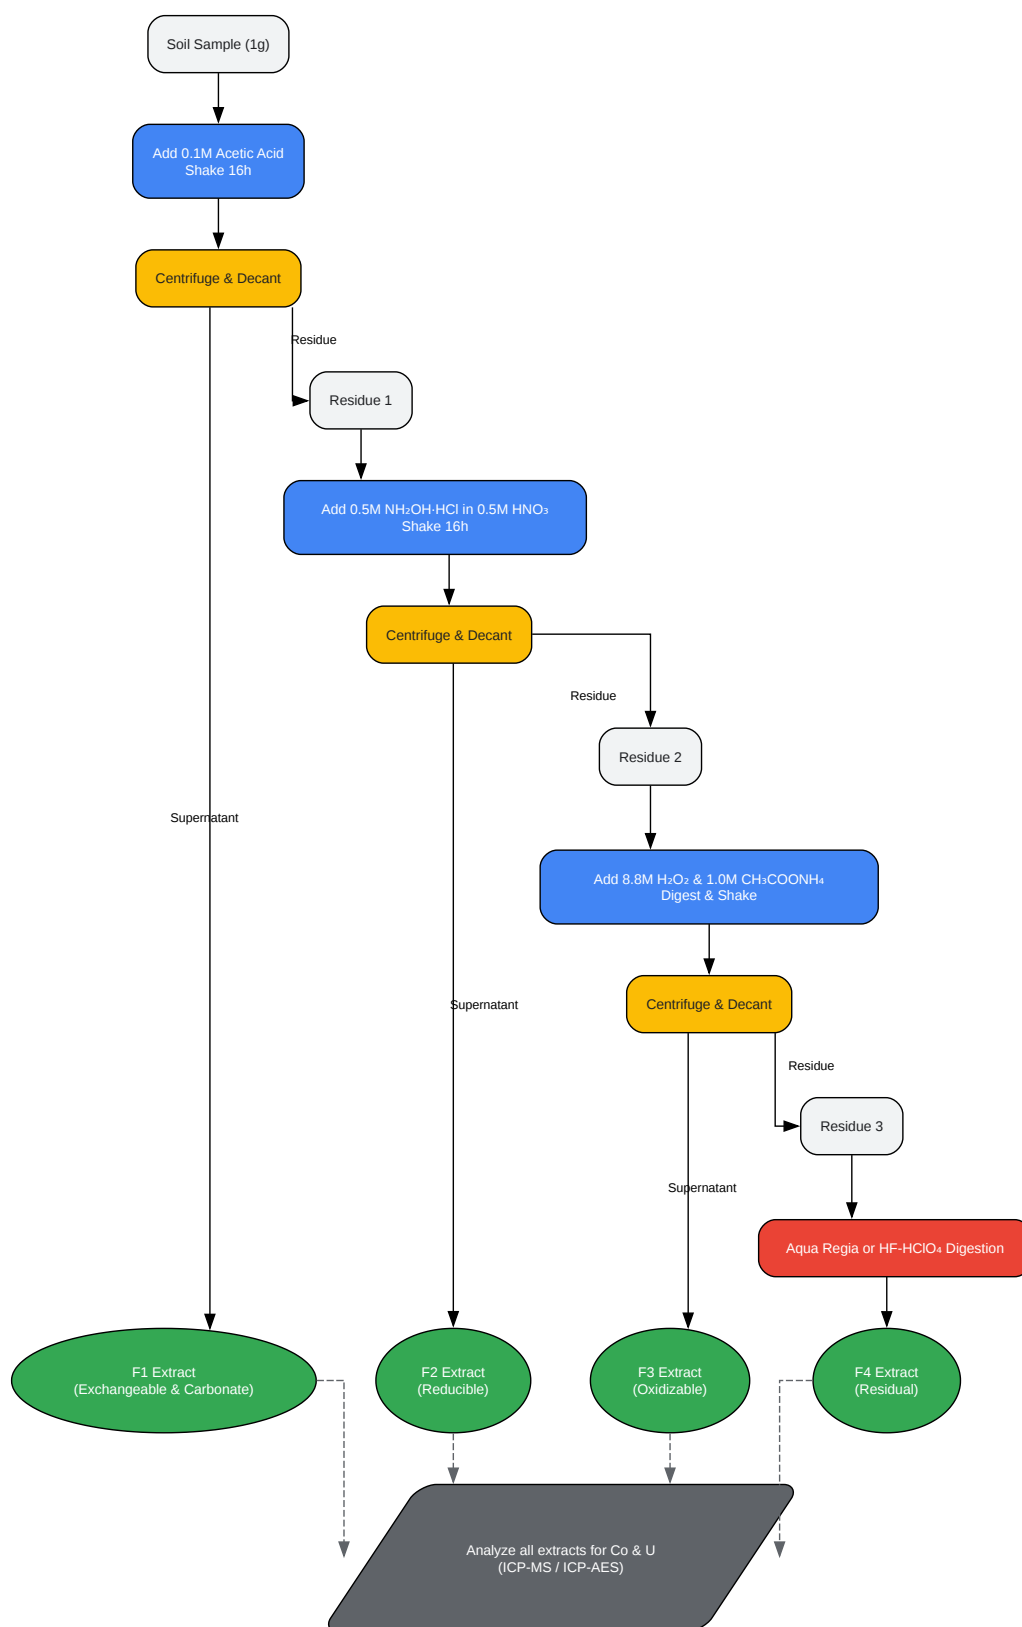 Soil Sample (1g)
Add 0.1M Acetic Acid
Shake 16h
Centrifuge & Decant
Residue
Residue 1
Add 0.5M NH₂OH·HCl in 0.5M HNO₃
Shake 16h
Centrifuge & Decant
Residue
Residue 2
Supernatant
Add 8.8M H₂O₂ & 1.0M CH₃COONH₄
Digest & Shake
Centrifuge & Decant
Supernatant
Residue
Residue 3
Supernatant
Aqua Regia or HF-HClO₄ Digestion
F1 Extract
(Exchangeable & Carbonate)
F2 Extract
(Reducible)
F3 Extract
(Oxidizable)
F4 Extract
(Residual)
Analyze all extracts for Co & U
(ICP-MS / ICP-AES)